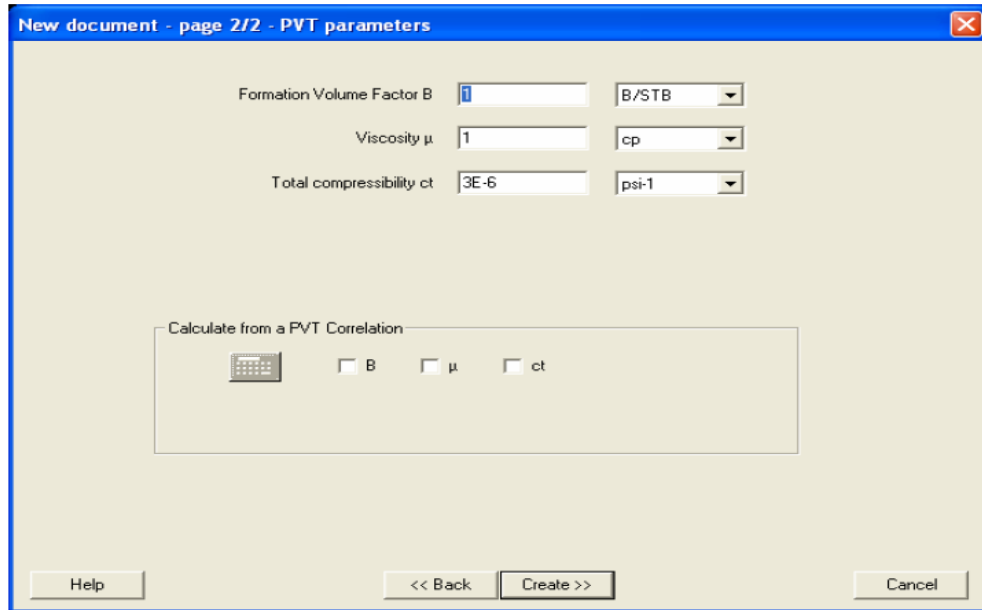 New document - page 2/2 - PVT parameters
Formation Volume Factor B 1 B/STB
Viscosity µ 1 cp
Total compressibility ct 3E-6 psi-1
Calculate from a PVT Correlation
B µ ct
Help << Back Create >> Cancel